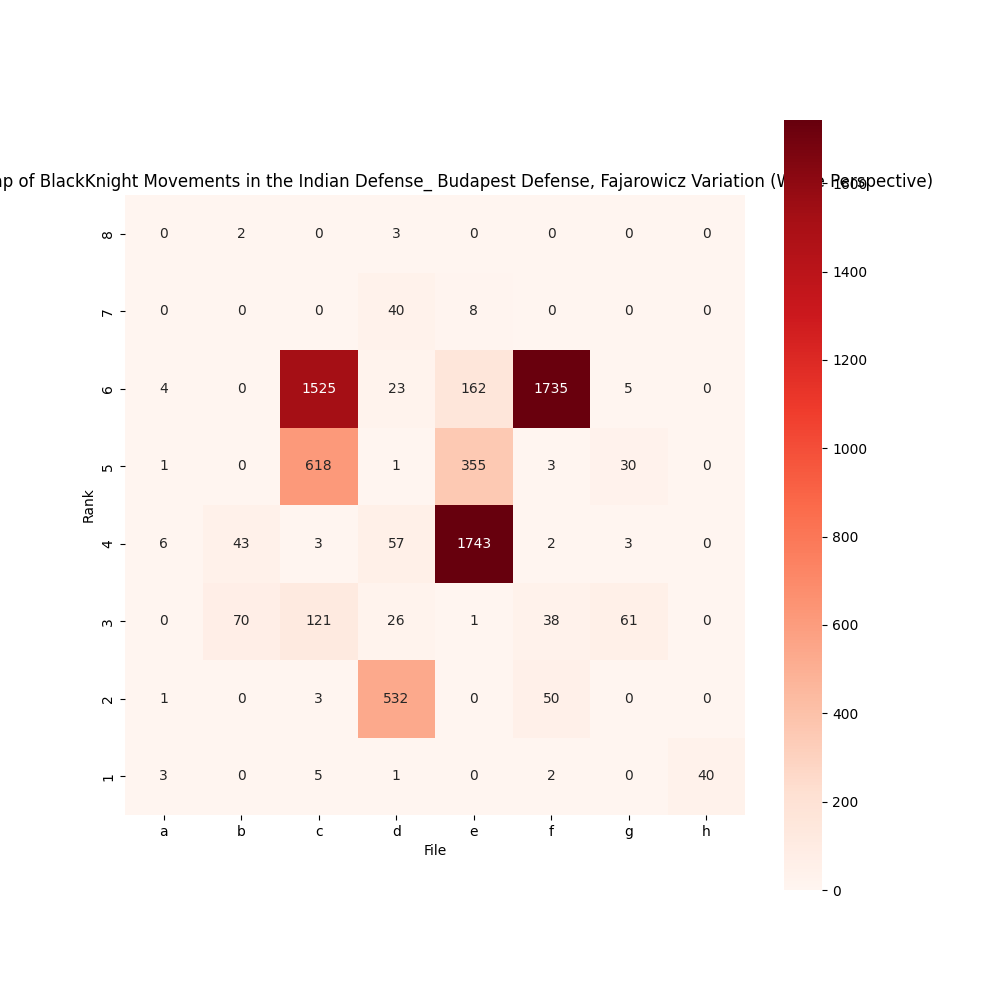 of BlackKnight Movements in the Indian Defense_ Budapest Defense, Fajarowicz Variation ( Perspective)
1600
8 0 2 0 3 0 0 0 0
1400
7 0 0 0 40 8 0 0 0
1200
6 4 0 1525 23 162 1735 5 0
1000
5 1 0 618 1 355 3 30 0
800
Rank
4 6 43 3 57 1743 2 3 0
600
3 0 70 121 26 1 38 61 0
400
2 1 0 3 532 0 50 0 0
200
1 3 0 5 1 0 2 0 40
a b c d e f g h
File
0